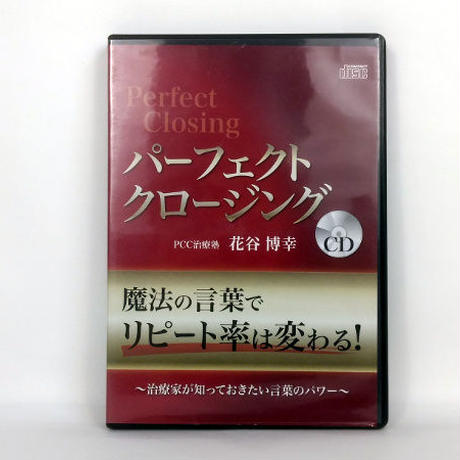 COMPACT
disc
Perfect
Closing
パーフェクト
クロージング
CD
PCC治療塾 花谷 博幸
魔法の言葉で
リピート率は変わる!
～治療家が知っておきたい言葉のパワー～